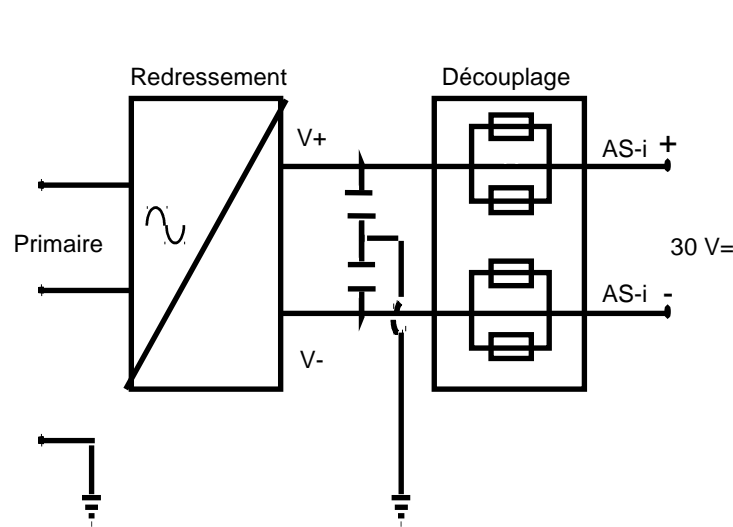 Redressement
Découplage
V+
AS-i +
Primaire
30 V=
AS-i -
V-